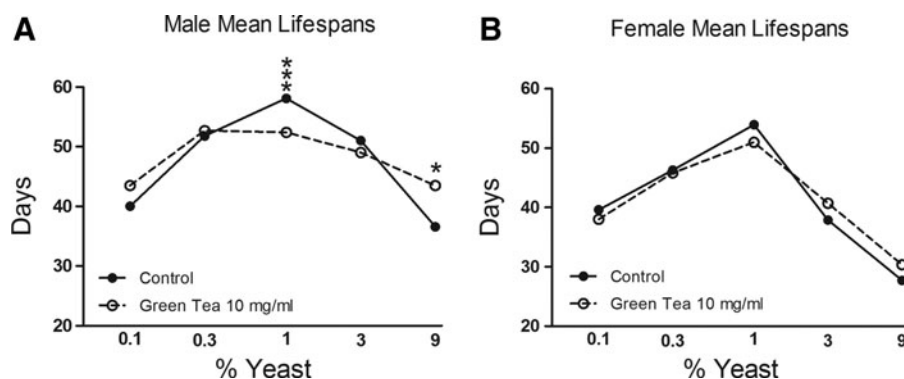 A
Male Mean Lifespans
60
50
40
30
20
Days
***
*
Control
Green Tea 10 mg/ml
0.1 0.3 1 3 9
% Yeast
B
Female Mean Lifespans
60
50
40
30
20
Days
Control
Green Tea 10 mg/ml
0.1 0.3 1 3 9
% Yeast